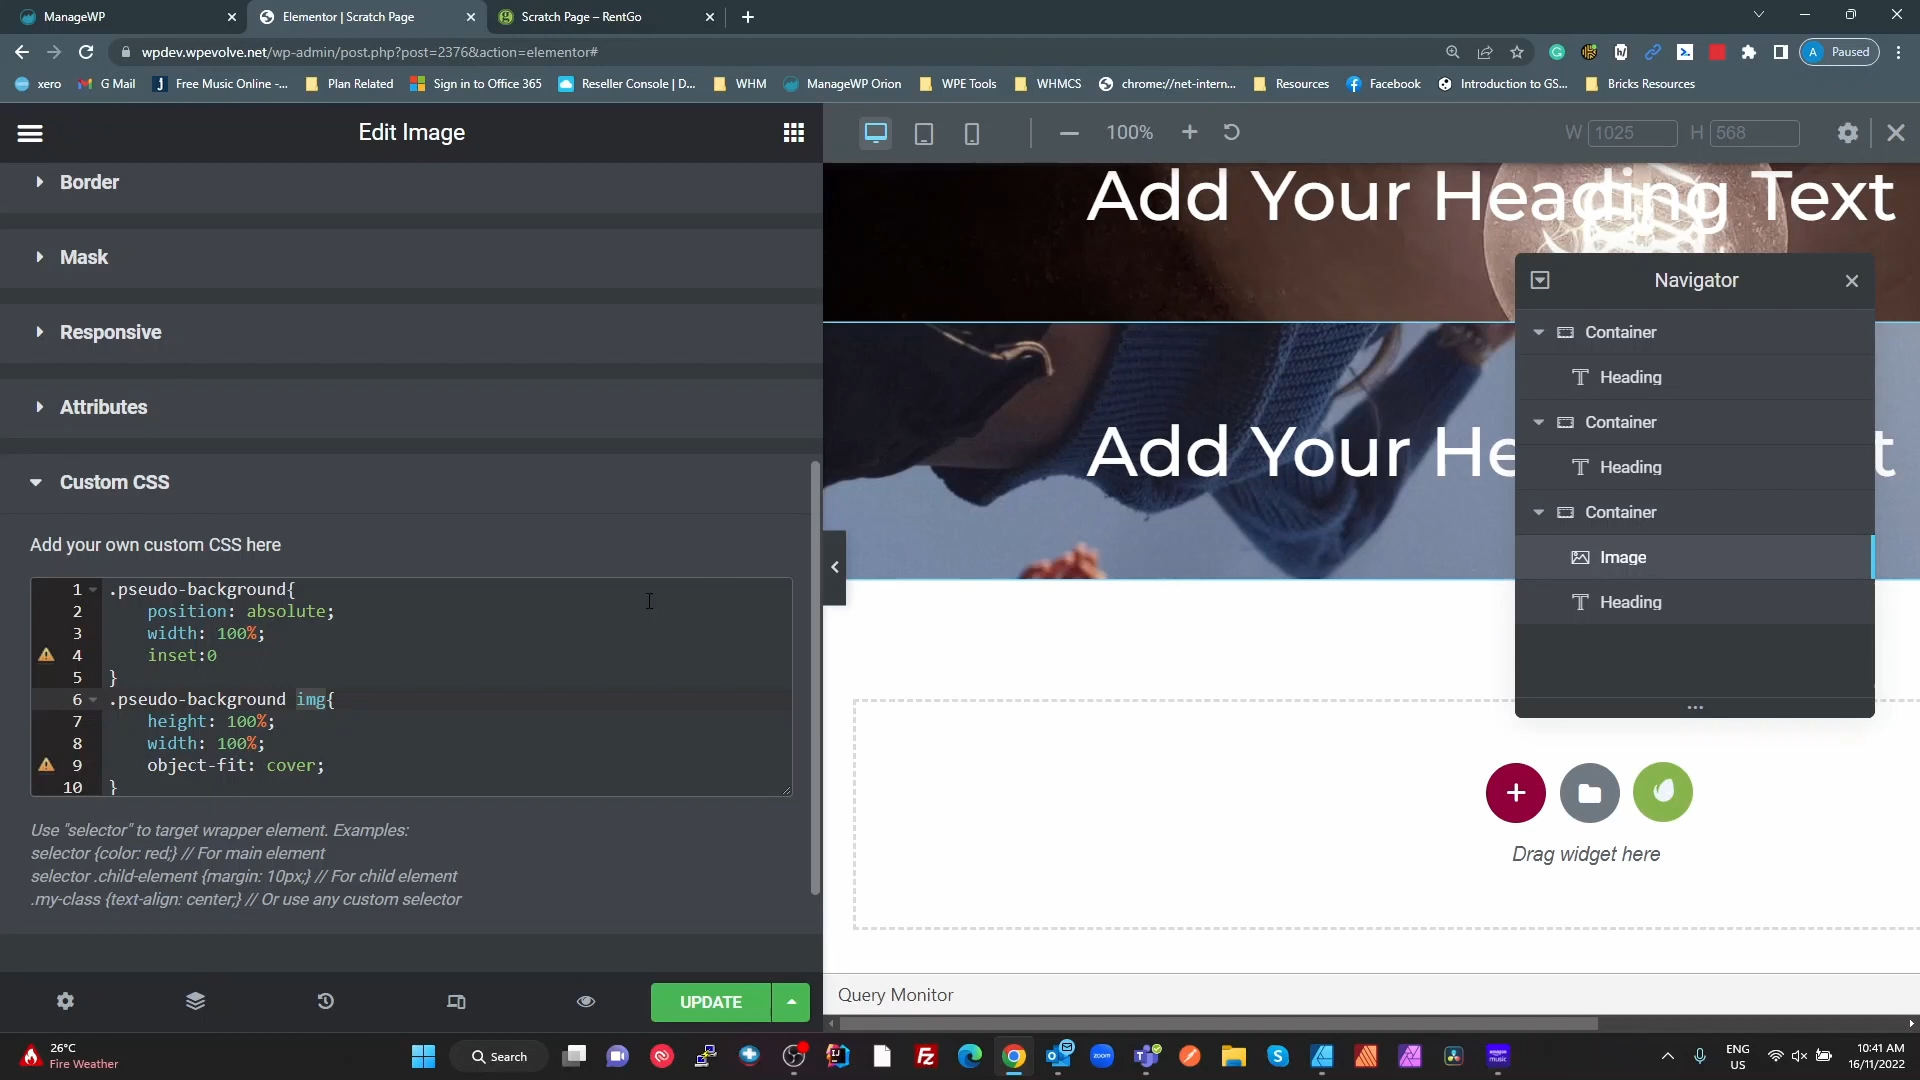 ManageWP
Elementor | Scratch Page
Scratch Page – RentGo
wpdev.wpevolve.net/wp-admin/post.php?post=2376&action=elementor#
A Paused
xero
G Mail
Free Music Online -...
Plan Related
Sign in to Office 365
Reseller Console | D...
WHM
ManageWP Orion
WPE Tools
WHMCS
chrome://net-intern...
Resources
Facebook
Introduction to GS...
Bricks Resources
Edit Image
100%
W 1025 H 568
Border
Mask
Responsive
Attributes
Custom CSS
Add your own custom CSS here
1 .pseudo-background{
2 position: absolute;
3 width: 100%;
4 inset:0
5 }
6 .pseudo-background img{
7 height: 100%;
8 width: 100%;
9 object-fit: cover;
10 }
Use "selector" to target wrapper element. Examples:
selector {color: red;} // For main element
selector .child-element {margin: 10px;} // For child element
.my-class {text-align: center;} // Or use any custom selector
UPDATE
Add Your Heading Text
Add Your He
t
Navigator
Container
Heading
Container
Heading
Container
Image
Heading
Drag widget here
Query Monitor
26°C
Fire Weather
Search
ENG
US
10:41 AM
16/11/2022